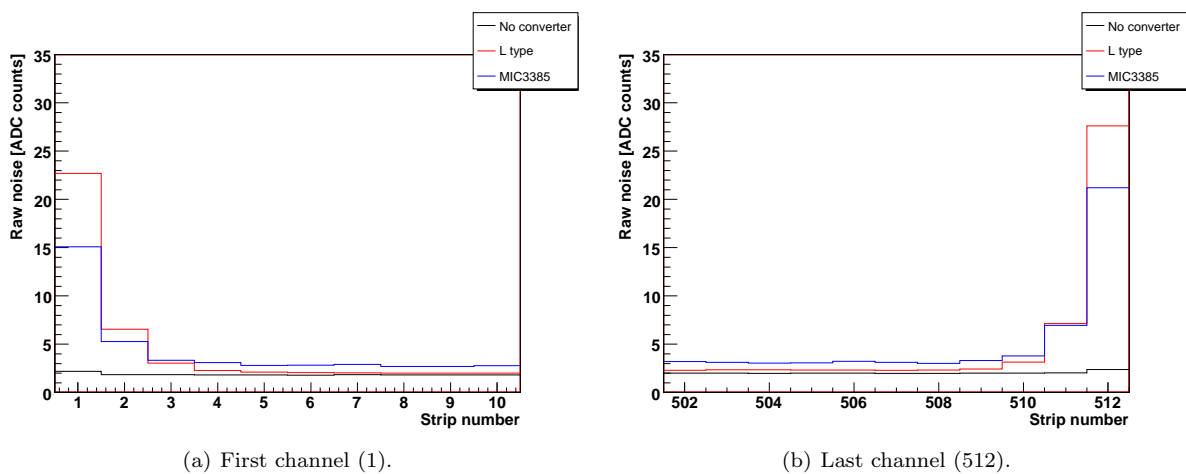 No converter
L type
MIC3385
Raw noise [ADC counts]
35
30
25
20
15
10
5
0
1 2 3 4 5 6 7 8 9 10
Strip number
(a) First channel (1).
No converter
L type
MIC3385
Raw noise [ADC counts]
35
30
25
20
15
10
5
0
502 504 506 508 510 512
Strip number
(b) Last channel (512).